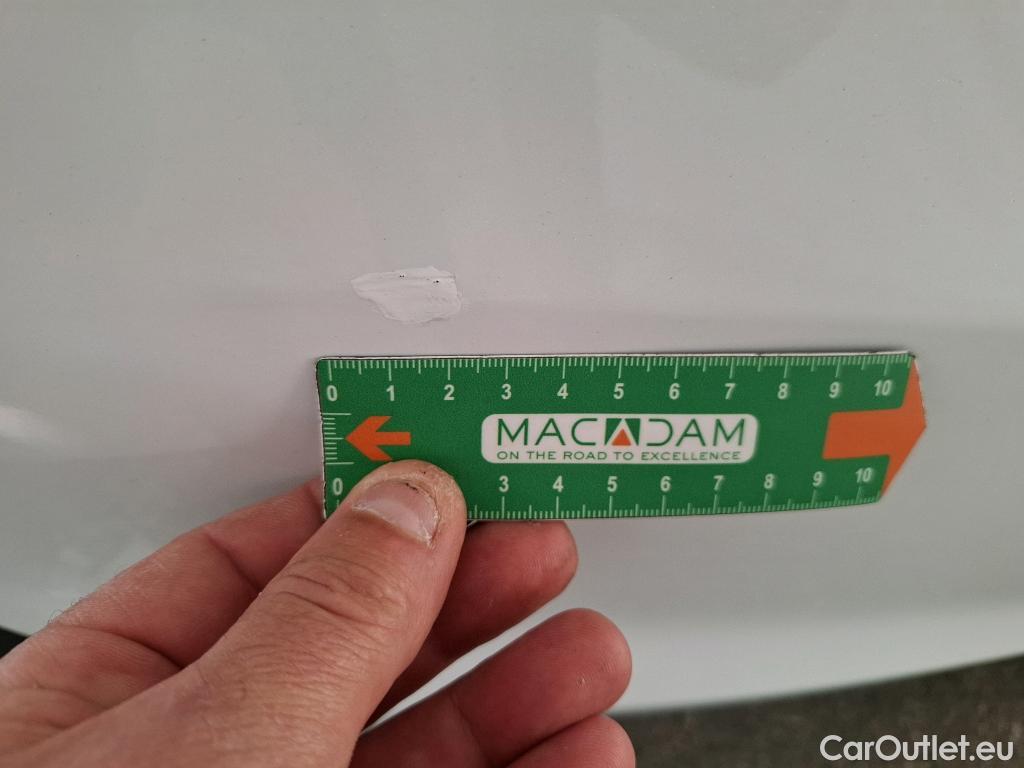 0 1 2 3 4 5 6 7 8 9 10
MACADAM
ON THE ROAD TO EXCELLENCE
0 3 4 5 6 7 8 9 10
CarOutlet.eu